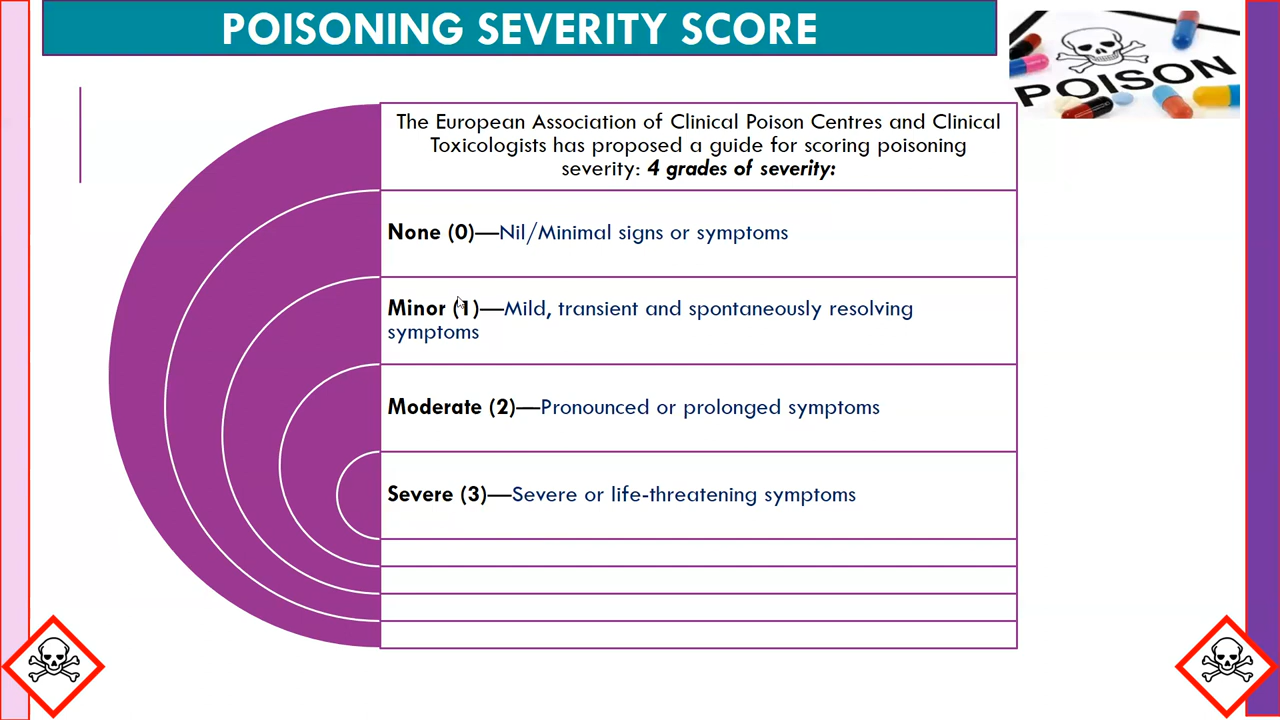 POISONING SEVERITY SCORE
POISON
The European Association of Clinical Poison Centres and Clinical
Toxicologists has proposed a guide for scoring poisoning
severity: 4 grades of severity:
None (0)—Nil/Minimal signs or symptoms
Minor (1)—Mild, transient and spontaneously resolving
symptoms
Moderate (2)—Pronounced or prolonged symptoms
Severe (3)—Severe or life-threatening symptoms